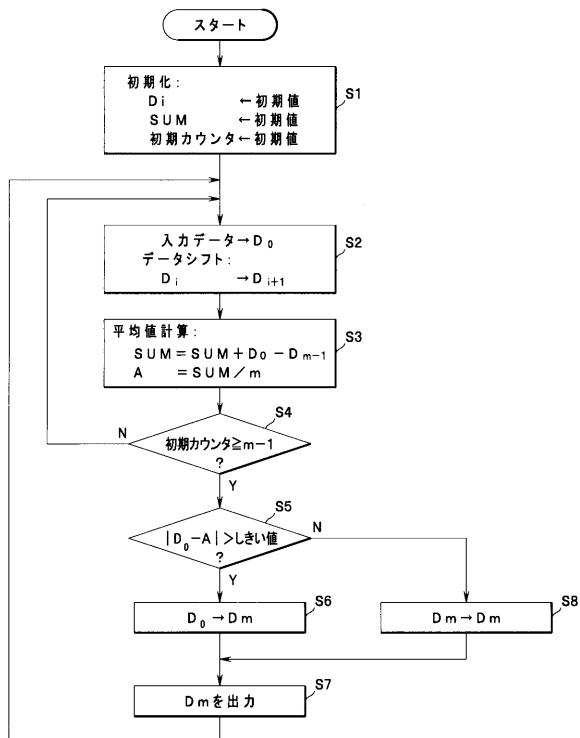 スタート
初期化:
Di ←初期値
SUM ←初期値
初期カウンタ←初期値
S1
入力データ→D₀
データシフト:
Dᵢ →Dᵢ₊₁
S2
平均値計算:
SUM=SUM+D₀-Dₘ₋₁
A =SUM/m
S3
初期カウンタ≧m-1
?
S4
N
Y
|D₀-A|>しきい値
?
S5
N
Y
D₀→Dm
S6
Dm→Dm
S8
Dmを出力
S7